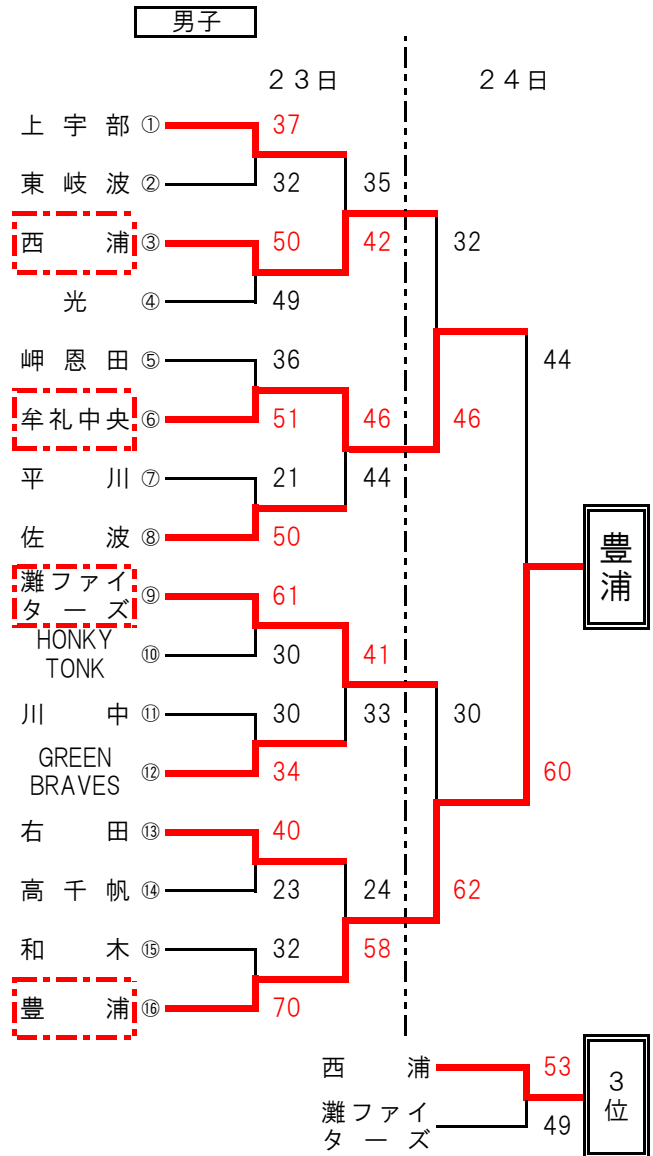 男子
２３日 ２４日
上宇部 ① 37
東岐波 ② 32 35
西浦 ③ 50 42 32
光 ④ 49
岬恩田 ⑤ 36 44
牟礼中央 ⑥ 51 46 46
平川 ⑦ 21 44
佐波 ⑧ 50
豊浦
灘ファイ
ターズ ⑨ 61
HONKY
TONK ⑩ 30 41
川中 ⑪ 30 33 30
GREEN
BRAVES ⑫ 34 60
右田 ⑬ 40
高千帆 ⑭ 23 24 62
和木 ⑮ 32 58
豊浦 ⑯ 70
西浦 53
灘ファイ
ターズ 49
３位